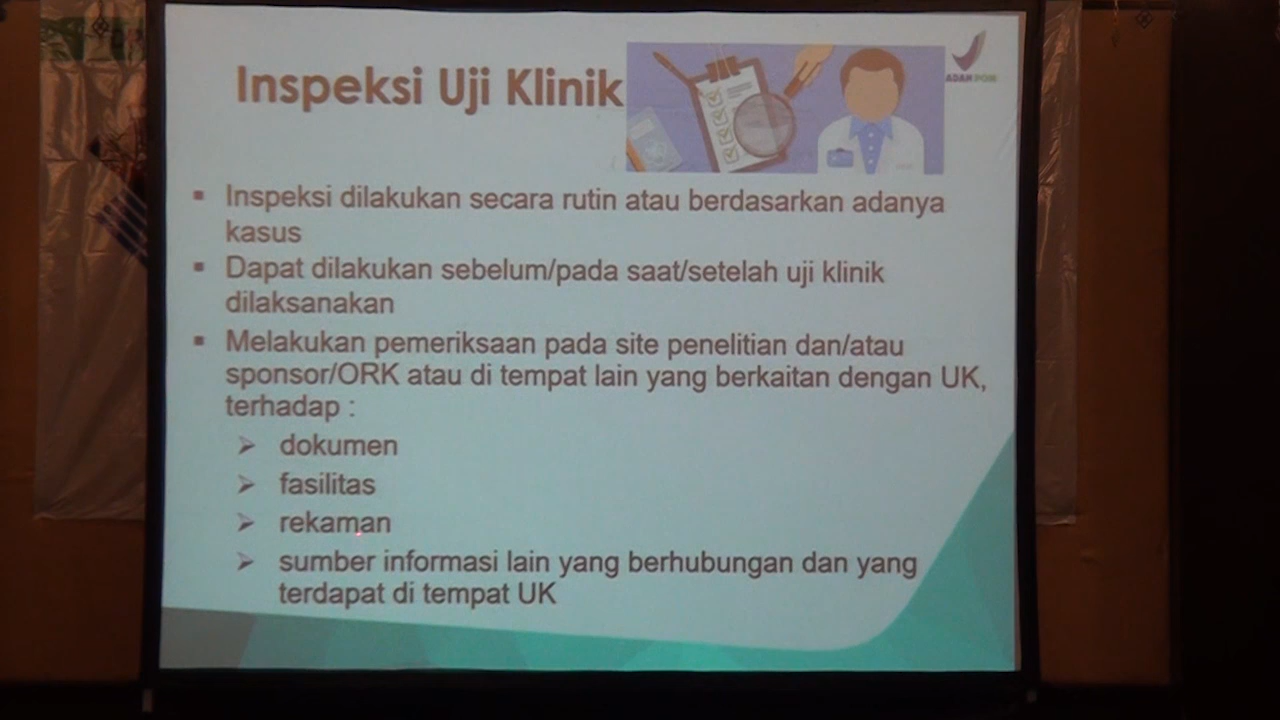 Inspeksi Uji Klinik
BADAN POM
▪ Inspeksi dilakukan secara rutin atau berdasarkan adanya
kasus
▪ Dapat dilakukan sebelum/pada saat/setelah uji klinik
dilaksanakan
▪ Melakukan pemeriksaan pada site penelitian dan/atau
sponsor/ORK atau di tempat lain yang berkaitan dengan UK,
terhadap :
➢ dokumen
➢ fasilitas
➢ rekaman
➢ sumber informasi lain yang berhubungan dan yang
terdapat di tempat UK